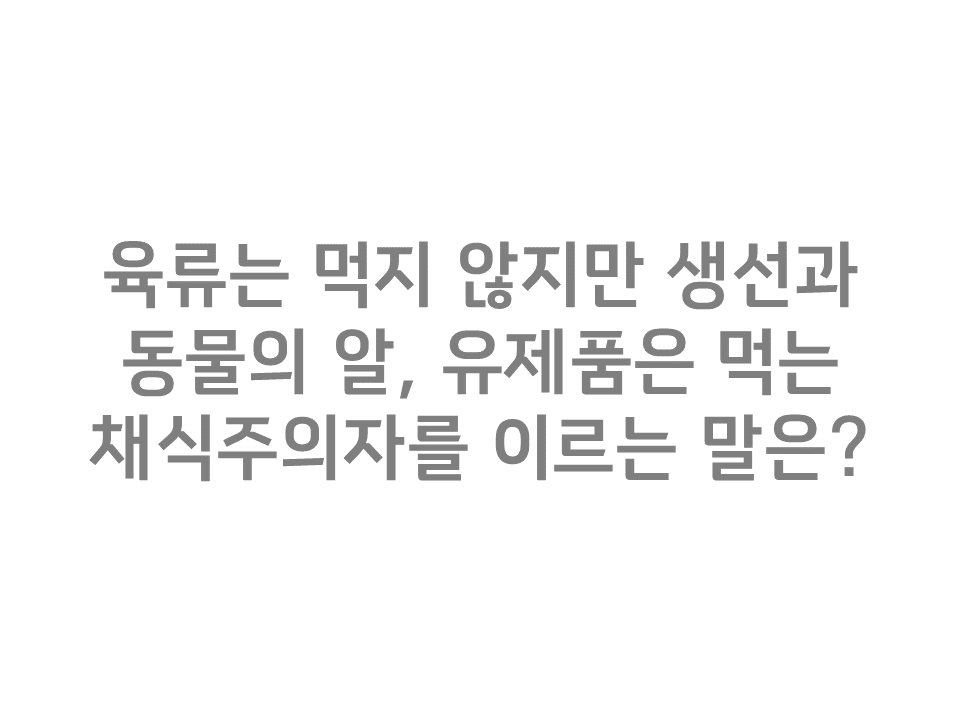 육류는 먹지 않지만 생선과
동물의 알, 유제품은 먹는
채식주의자를 이르는 말은?